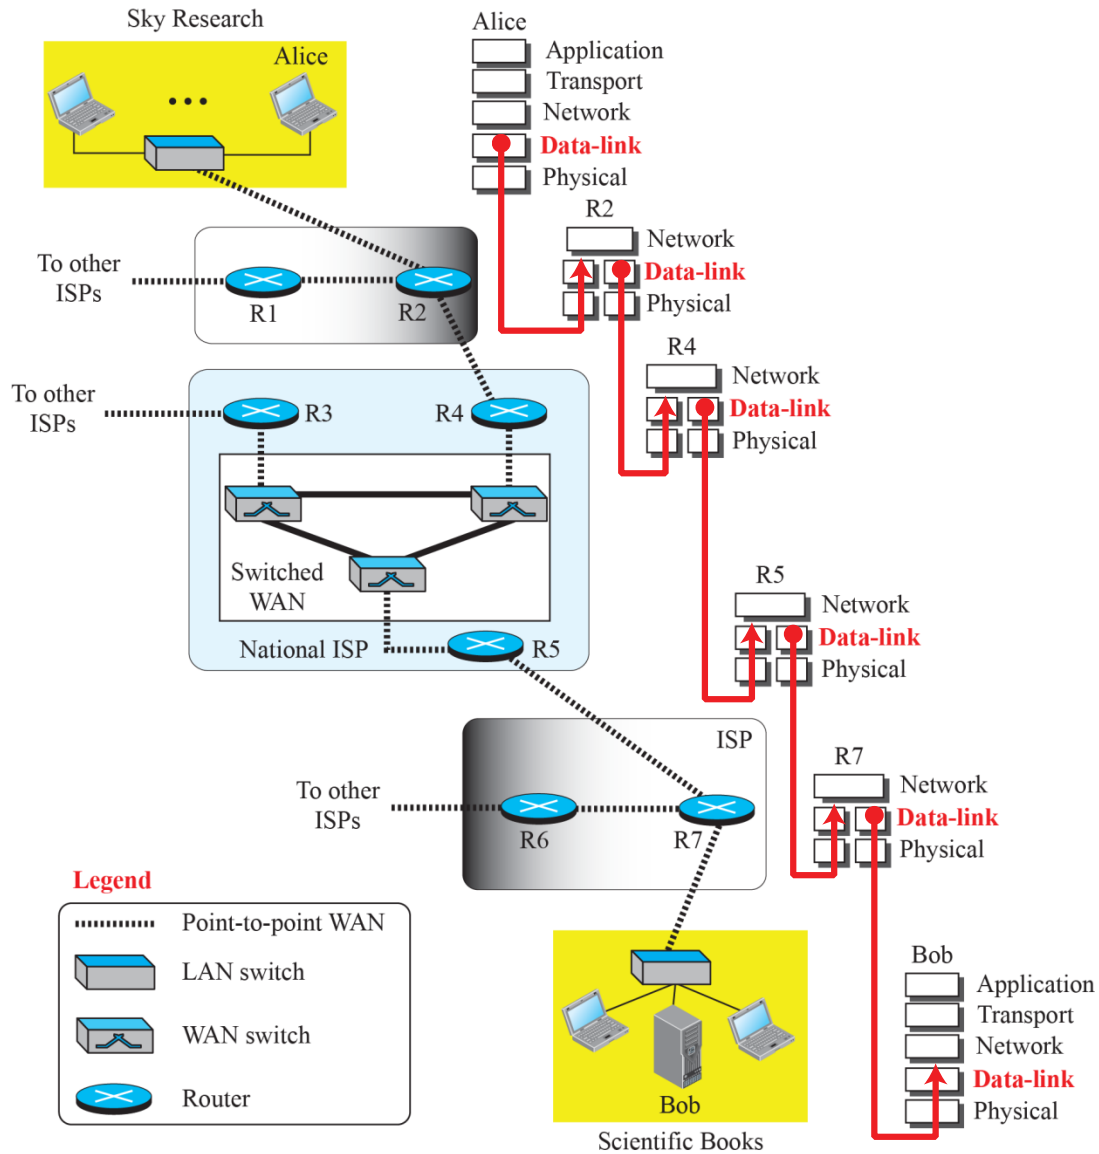 Sky Research
Alice
Alice
Application
Transport
Network
Data-link
Physical
R2
Network
Data-link
Physical
To other
ISPs
R1
R2
R4
Network
Data-link
Physical
To other
ISPs
R3
R4
Switched
WAN
National ISP
R5
R5
Network
Data-link
Physical
ISP
To other
ISPs
R6
R7
R7
Network
Data-link
Physical
Legend
Point-to-point WAN
LAN switch
WAN switch
Router
Bob
Scientific Books
Bob
Application
Transport
Network
Data-link
Physical